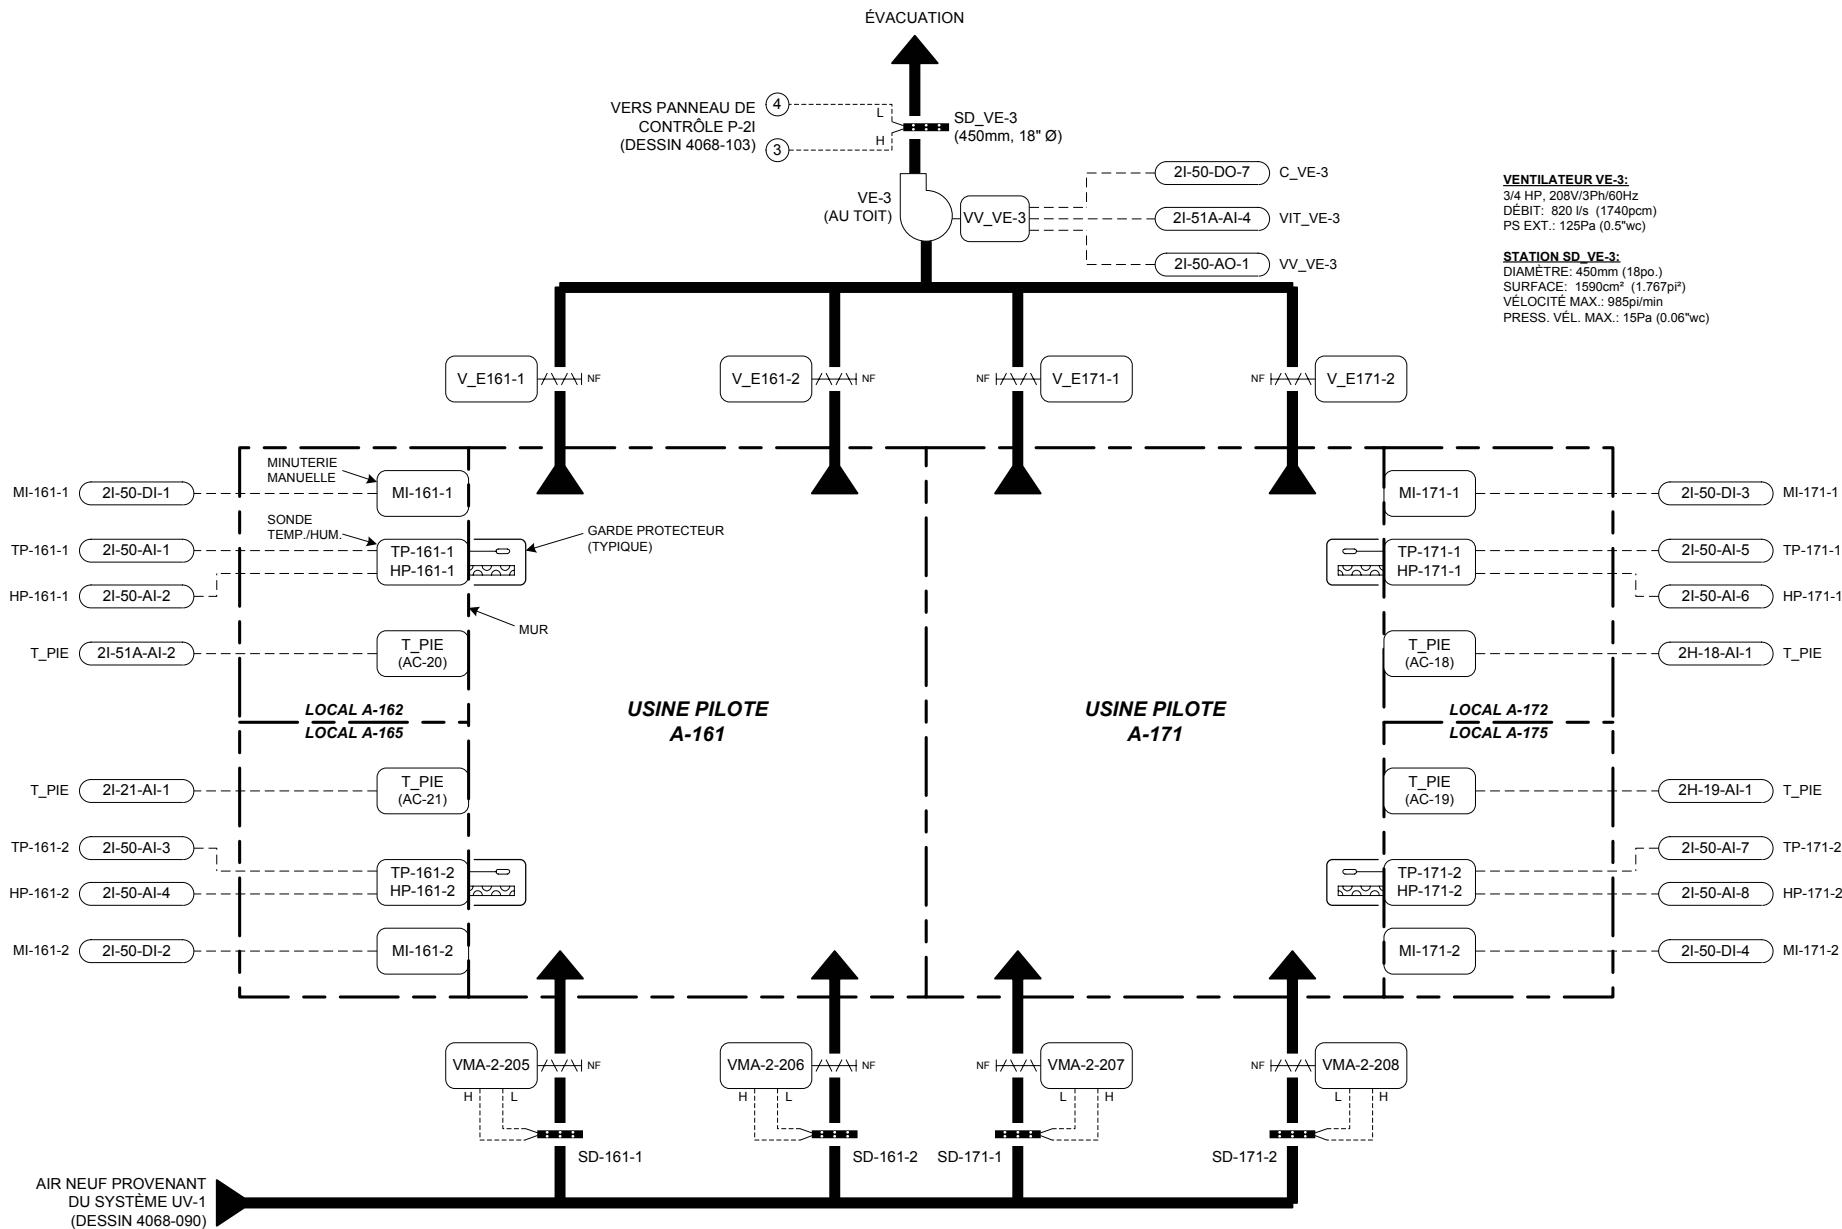 ÉVACUATION
VERS PANNEAU DE
CONTRÔLE P-2I
(DESSIN 4068-103)
4
3
L
H
SD_VE-3
(450mm, 18" Ø)
VE-3
(AU TOIT)
VV_VE-3
2I-50-DO-7
C_VE-3
2I-51A-AI-4
VIT_VE-3
2I-50-AO-1
VV_VE-3
VENTILATEUR VE-3:
3/4 HP, 208V/3Ph/60Hz
DÉBIT: 820 l/s (1740pcm)
PS EXT.: 125Pa (0.5"wc)
STATION SD_VE-3:
DIAMÈTRE: 450mm (18po.)
SURFACE: 1590cm² (1.767pi²)
VÉLOCITÉ MAX.: 985pi/min
PRESS. VÉL. MAX.: 15Pa (0.06"wc)
V_E161-1
NF
V_E161-2
NF
NF
V_E171-1
NF
V_E171-2
MI-161-1
2I-50-DI-1
MINUTERIE
MANUELLE
MI-161-1
TP-161-1
2I-50-AI-1
SONDE
TEMP./HUM.
TP-161-1
HP-161-1
GARDE PROTECTEUR
(TYPIQUE)
HP-161-1
2I-50-AI-2
MUR
T_PIE
2I-51A-AI-2
T_PIE
(AC-20)
LOCAL A-162
LOCAL A-165
T_PIE
2I-21-AI-1
T_PIE
(AC-21)
TP-161-2
2I-50-AI-3
TP-161-2
HP-161-2
HP-161-2
2I-50-AI-4
MI-161-2
2I-50-DI-2
MI-161-2
USINE PILOTE
A-161
USINE PILOTE
A-171
MI-171-1
2I-50-DI-3
MI-171-1
TP-171-1
HP-171-1
2I-50-AI-5
TP-171-1
2I-50-AI-6
HP-171-1
T_PIE
(AC-18)
2H-18-AI-1
T_PIE
LOCAL A-172
LOCAL A-175
T_PIE
(AC-19)
2H-19-AI-1
T_PIE
TP-171-2
HP-171-2
2I-50-AI-7
TP-171-2
2I-50-AI-8
HP-171-2
MI-171-2
2I-50-DI-4
MI-171-2
VMA-2-205
NF
H
L
SD-161-1
VMA-2-206
NF
H
L
SD-161-2
NF
VMA-2-207
L
H
SD-171-1
NF
VMA-2-208
L
H
SD-171-2
AIR NEUF PROVENANT
DU SYSTÈME UV-1
(DESSIN 4068-090)